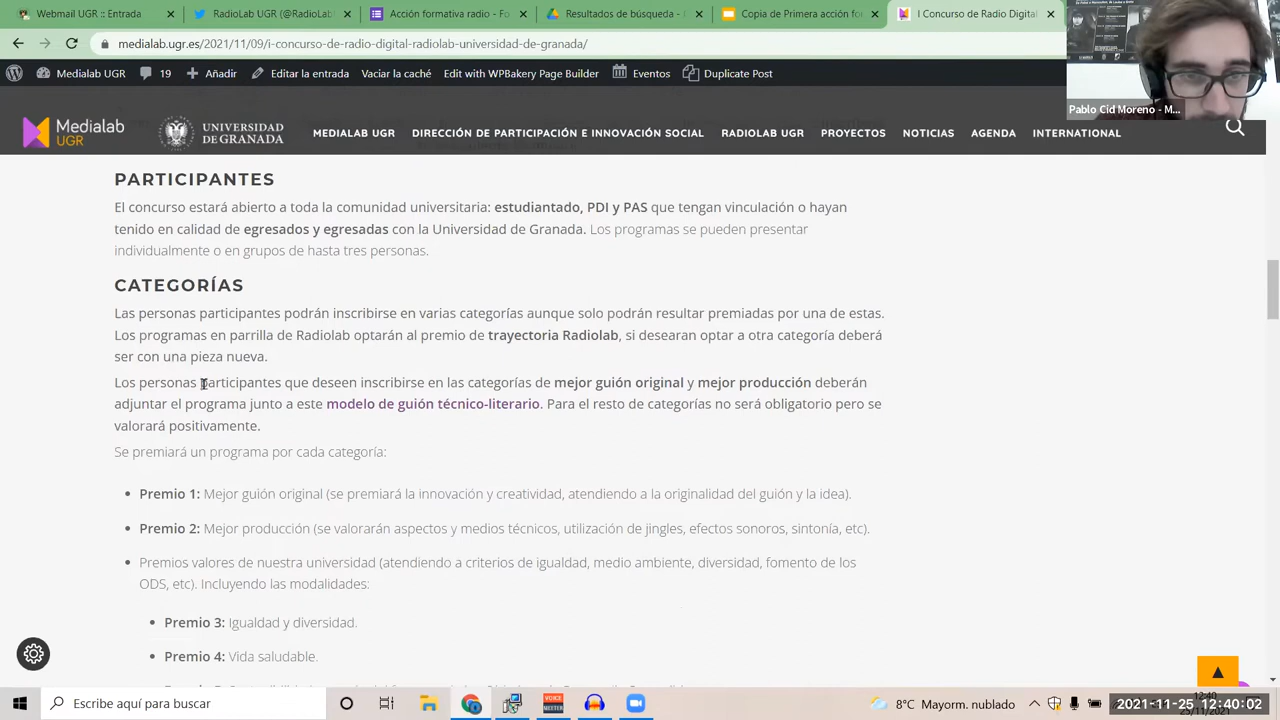 Webmail UGR
(2) Radiolab UGR (@Radiolab
Normativa radio
Resultados de búsqueda
Copia de Primera
I Concurso de Radio Digital
medialab.ugr.es/2021/11/09/i-concurso-de-radio-digital-radiolab-universidad-de-granada/
Medialab UGR 19 Añadir Editar la entrada Edit with WPBakery Page Builder Eventos Duplicate Post
Pablo Cid Moreno - M...
Medialab UGR
UNIVERSIDAD DE GRANADA
MEDIALAB UGR DIRECCIÓN DE PARTICIPACIÓN E INNOVACIÓN SOCIAL RADIOLAB UGR PROYECTOS NOTICIAS AGENDA INTERNATIONAL
PARTICIPANTES
El concurso estará abierto a toda la comunidad universitaria: estudiantado, PDI y PAS que tengan vinculación o hayan
tenido en calidad de egresados y egresadas con la Universidad de Granada. Los programas se pueden presentar
individualmente o en grupos de hasta tres personas.
CATEGORÍAS
Las personas participantes podrán inscribirse en varias categorías aunque solo podrán resultar premiadas por una de estas.
Los programas en parrilla de Radiolab optarán al premio de trayectoria Radiolab, si desearan optar a otra categoría deberá
ser con una pieza nueva.
Los personas participantes que deseen inscribirse en las categorías de mejor guión original y mejor producción deberán
adjuntar el programa junto a este modelo de guión técnico-literario. Para el resto de categorías no será obligatorio pero se
valorará positivamente.
Se premiará un programa por cada categoría:
Premio 1: Mejor guión original (se premiará la innovación y creatividad, atendiendo a la originalidad del guión y la idea).
Premio 2: Mejor producción (se valorarán aspectos y medios técnicos, utilización de jingles, efectos sonoros, sintonía, etc).
Premios valores de nuestra universidad (atendiendo a criterios de igualdad, medio ambiente, diversidad, fomento de los
ODS, etc). Incluyendo las modalidades:
Premio 3: Igualdad y diversidad.
Premio 4: Vida saludable.
Escribe aquí para buscar
VOICE MEETER
8°C Mayorm. nublado
12:40
2021-11-25 12:40:02